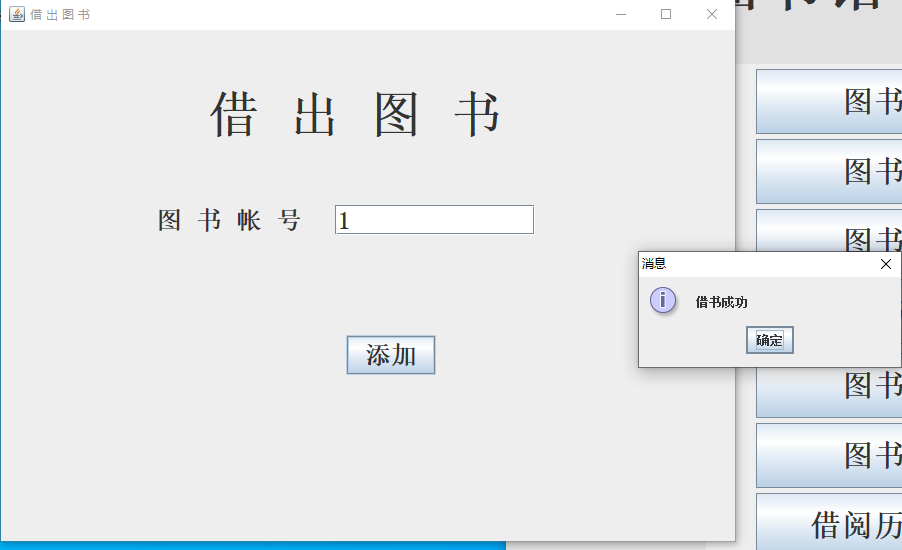 借 出 图 书
借 出 图 书
图 书 帐 号
1
添加
消息
借书成功
确定
图书
图书
图书
图书
图书
借阅历